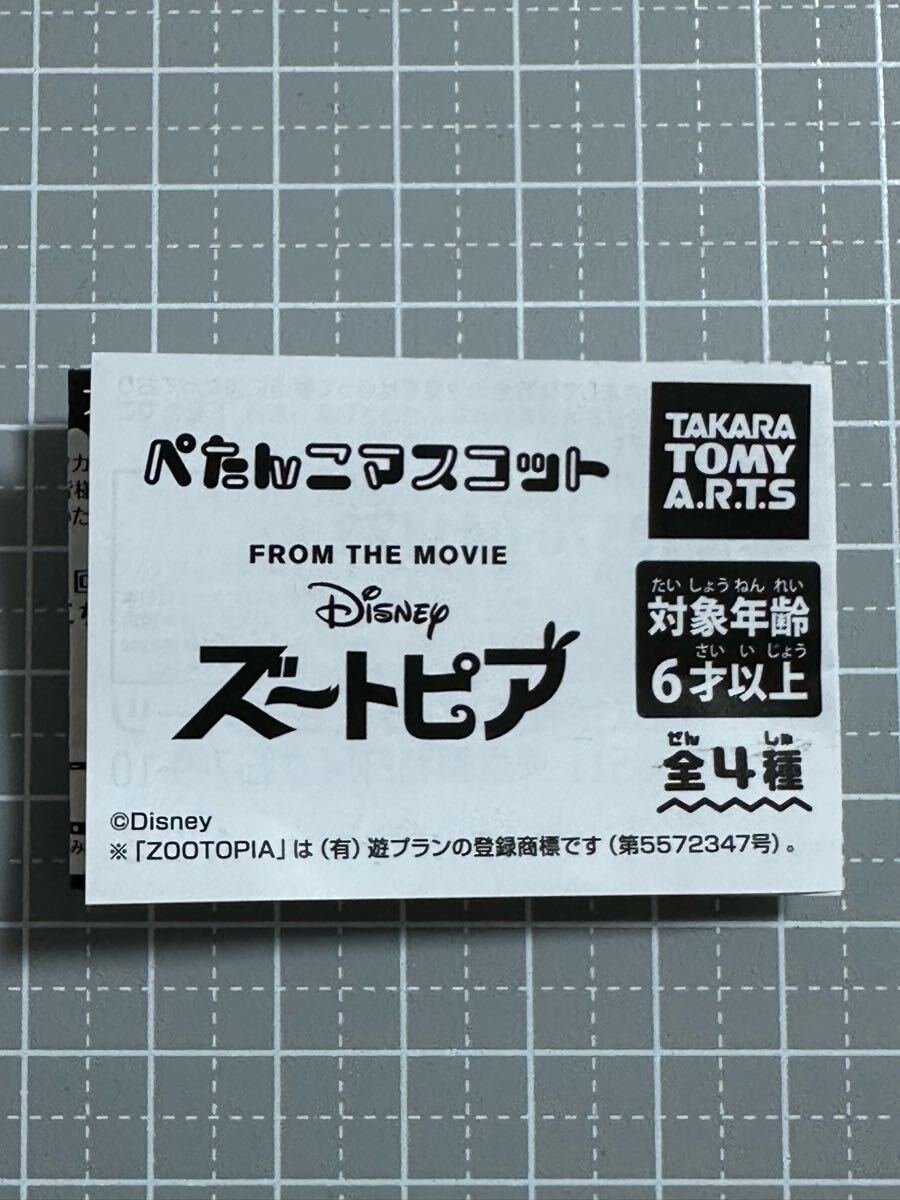 ぺたんこマスコット
FROM THE MOVIE
Disney
ズートピア
TAKARA
TOMY
A.R.T.S
たい しょう ねん れい
対象年齢
さい い じょう
6才以上
ぜん しゅ
全4種
©Disney
※「ZOOTOPIA」は(有)遊プランの登録商標です(第5572347号)。